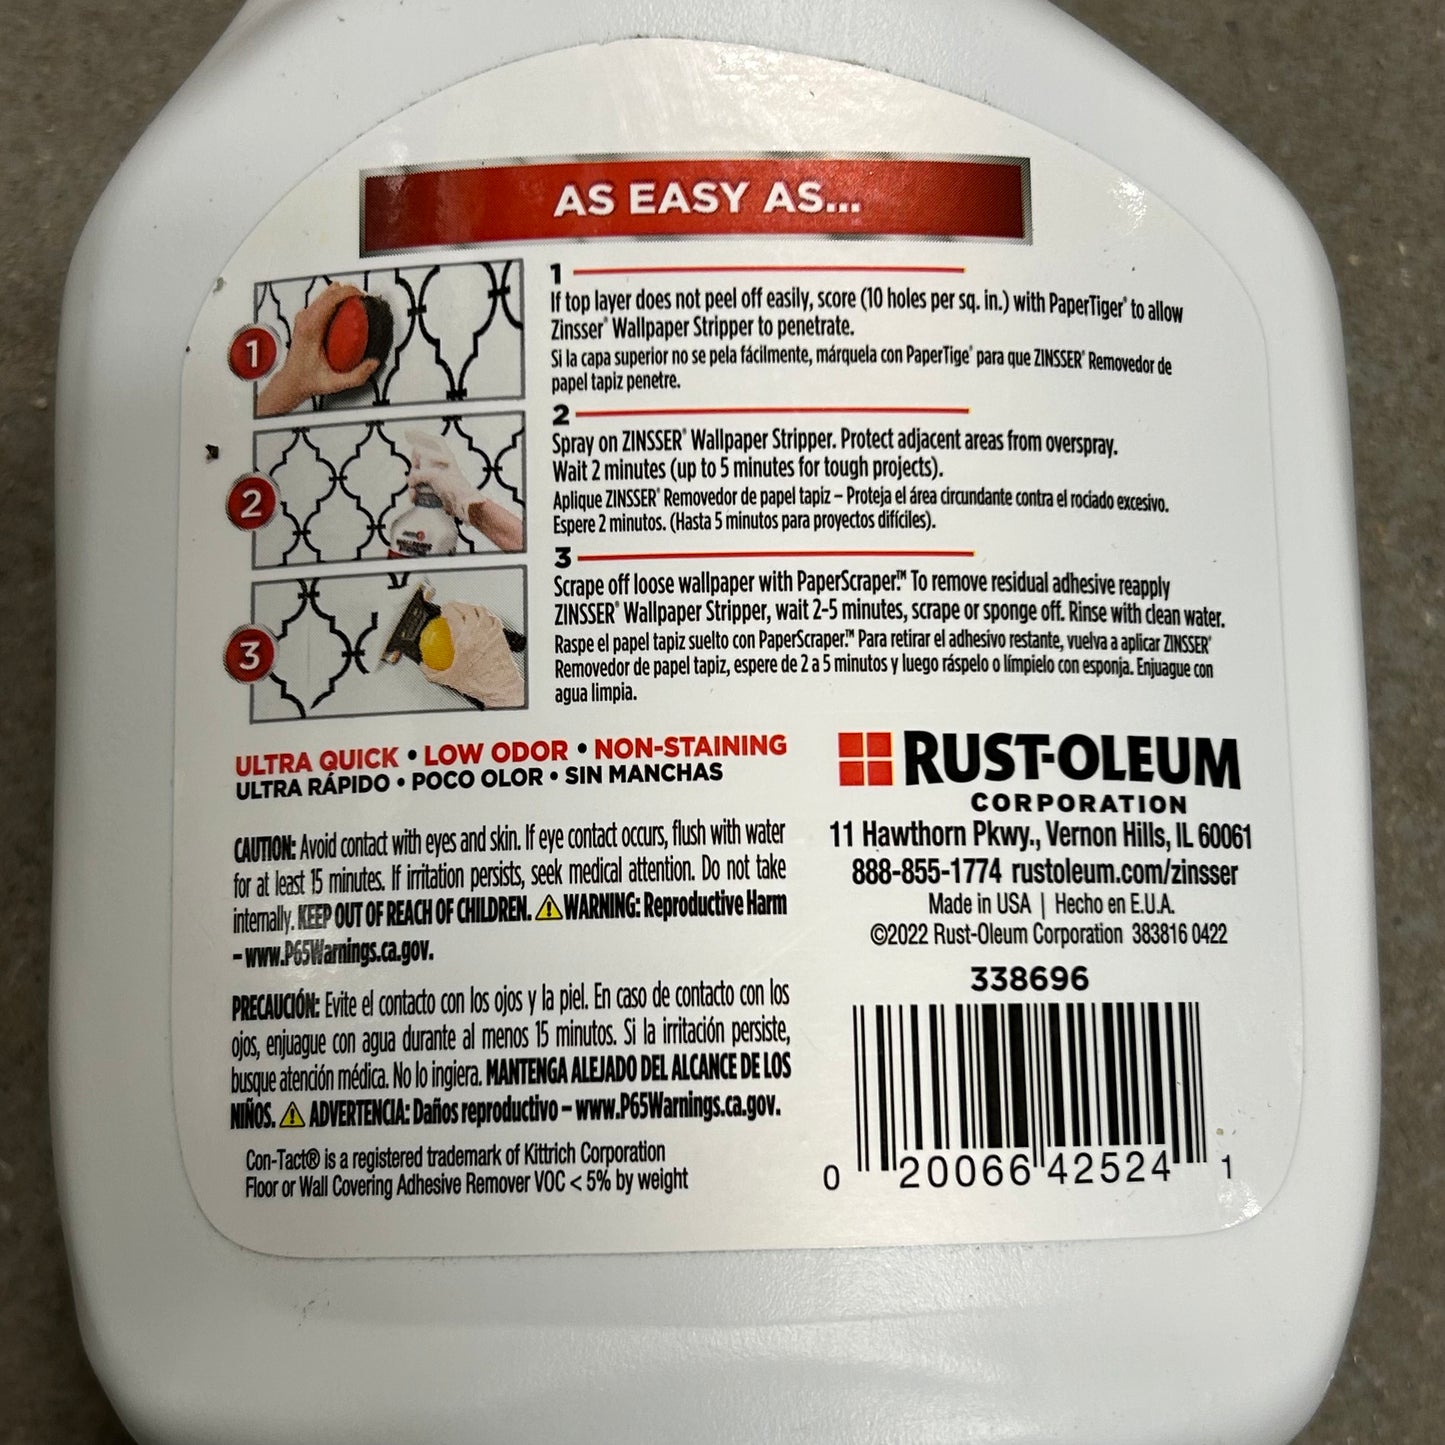 AS EASY AS...
1
1
If top layer does not peel off easily, score (10 holes per sq. in.) with PaperTiger® to allow
Zinsser® Wallpaper Stripper to penetrate.
Si la capa superior no se pela fácilmente, márquela con PaperTige® para que ZINSSER® Removedor de
papel tapiz penetre.
2
2
Spray on ZINSSER® Wallpaper Stripper. Protect adjacent areas from overspray.
Wait 2 minutes (up to 5 minutes for tough projects).
Aplique ZINSSER® Removedor de papel tapiz – Proteja el área circundante contra el rociado excesivo.
Espere 2 minutos. (Hasta 5 minutos para proyectos difíciles).
3
3
Scrape off loose wallpaper with PaperScraper.™ To remove residual adhesive reapply
ZINSSER® Wallpaper Stripper, wait 2-5 minutes, scrape or sponge off. Rinse with clean water.
Raspe el papel tapiz suelto con PaperScraper.™ Para retirar el adhesivo restante, vuelva a aplicar ZINSSER®
Removedor de papel tapiz, espere de 2 a 5 minutos y luego ráspelo o límpielo con esponja. Enjuague con
agua limpia.
ULTRA QUICK • LOW ODOR • NON-STAINING
ULTRA RÁPIDO • POCO OLOR • SIN MANCHAS
CAUTION: Avoid contact with eyes and skin. If eye contact occurs, flush with water
for at least 15 minutes. If irritation persists, seek medical attention. Do not take
internally. KEEP OUT OF REACH OF CHILDREN. ⚠WARNING: Reproductive Harm
– www.P65Warnings.ca.gov.
PRECAUCIÓN: Evite el contacto con los ojos y la piel. En caso de contacto con los
ojos, enjuague con agua durante al menos 15 minutos. Si la irritación persiste,
busque atención médica. No lo ingiera. MANTENGA ALEJADO DEL ALCANCE DE LOS
NIÑOS. ⚠ ADVERTENCIA: Daños reproductivo – www.P65Warnings.ca.gov.
Con-Tact® is a registered trademark of Kittrich Corporation
Floor or Wall Covering Adhesive Remover VOC < 5% by weight
RUST-OLEUM
CORPORATION
11 Hawthorn Pkwy., Vernon Hills, IL 60061
888-855-1774 rustoleum.com/zinsser
Made in USA | Hecho en E.U.A.
©2022 Rust-Oleum Corporation 383816 0422
338696
0 20066 42524 1